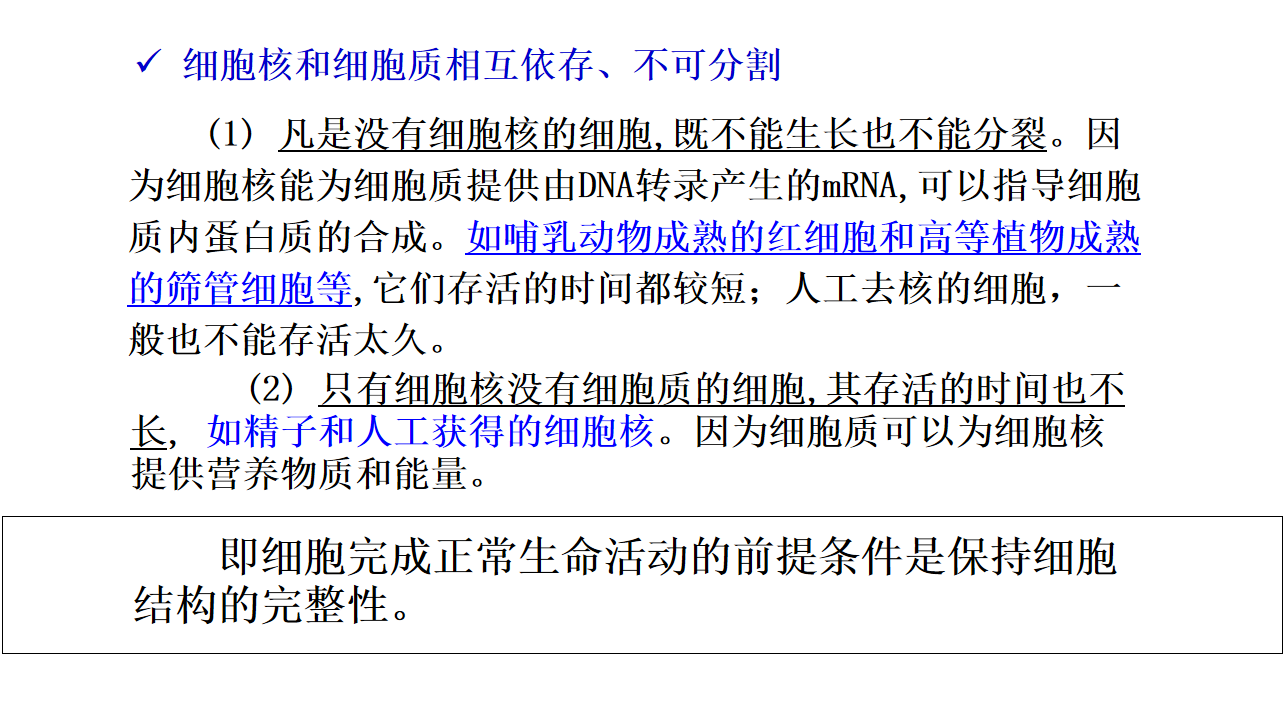 ✓ 细胞核和细胞质相互依存、不可分割
(1) 凡是没有细胞核的细胞,既不能生长也不能分裂。因
为细胞核能为细胞质提供由DNA转录产生的mRNA,可以指导细胞
质内蛋白质的合成。如哺乳动物成熟的红细胞和高等植物成熟
的筛管细胞等,它们存活的时间都较短；人工去核的细胞，一
般也不能存活太久。
(2) 只有细胞核没有细胞质的细胞,其存活的时间也不
长, 如精子和人工获得的细胞核。因为细胞质可以为细胞核
提供营养物质和能量。
即细胞完成正常生命活动的前提条件是保持细胞
结构的完整性。